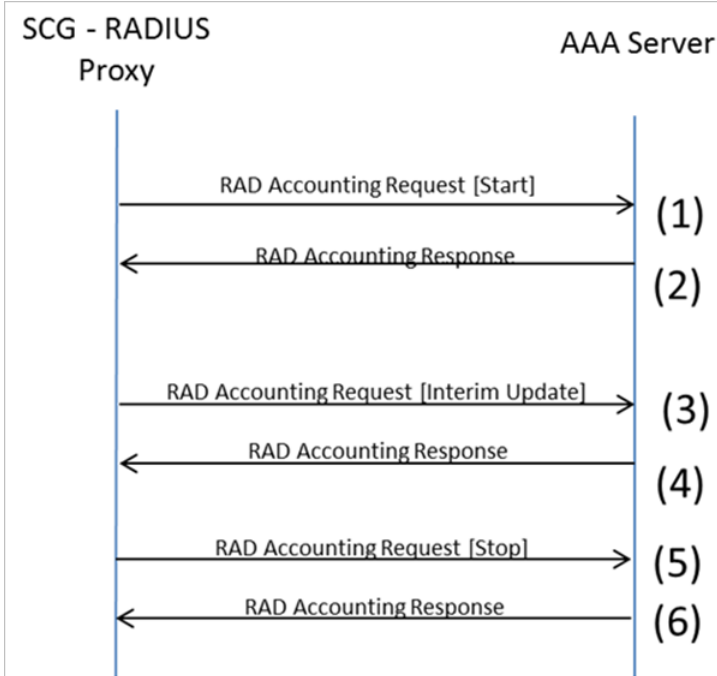 SCG - RADIUS
Proxy
AAA Server
RAD Accounting Request [Start]
(1)
RAD Accounting Response
(2)
RAD Accounting Request [Interim Update]
(3)
RAD Accounting Response
(4)
RAD Accounting Request [Stop]
(5)
RAD Accounting Response
(6)